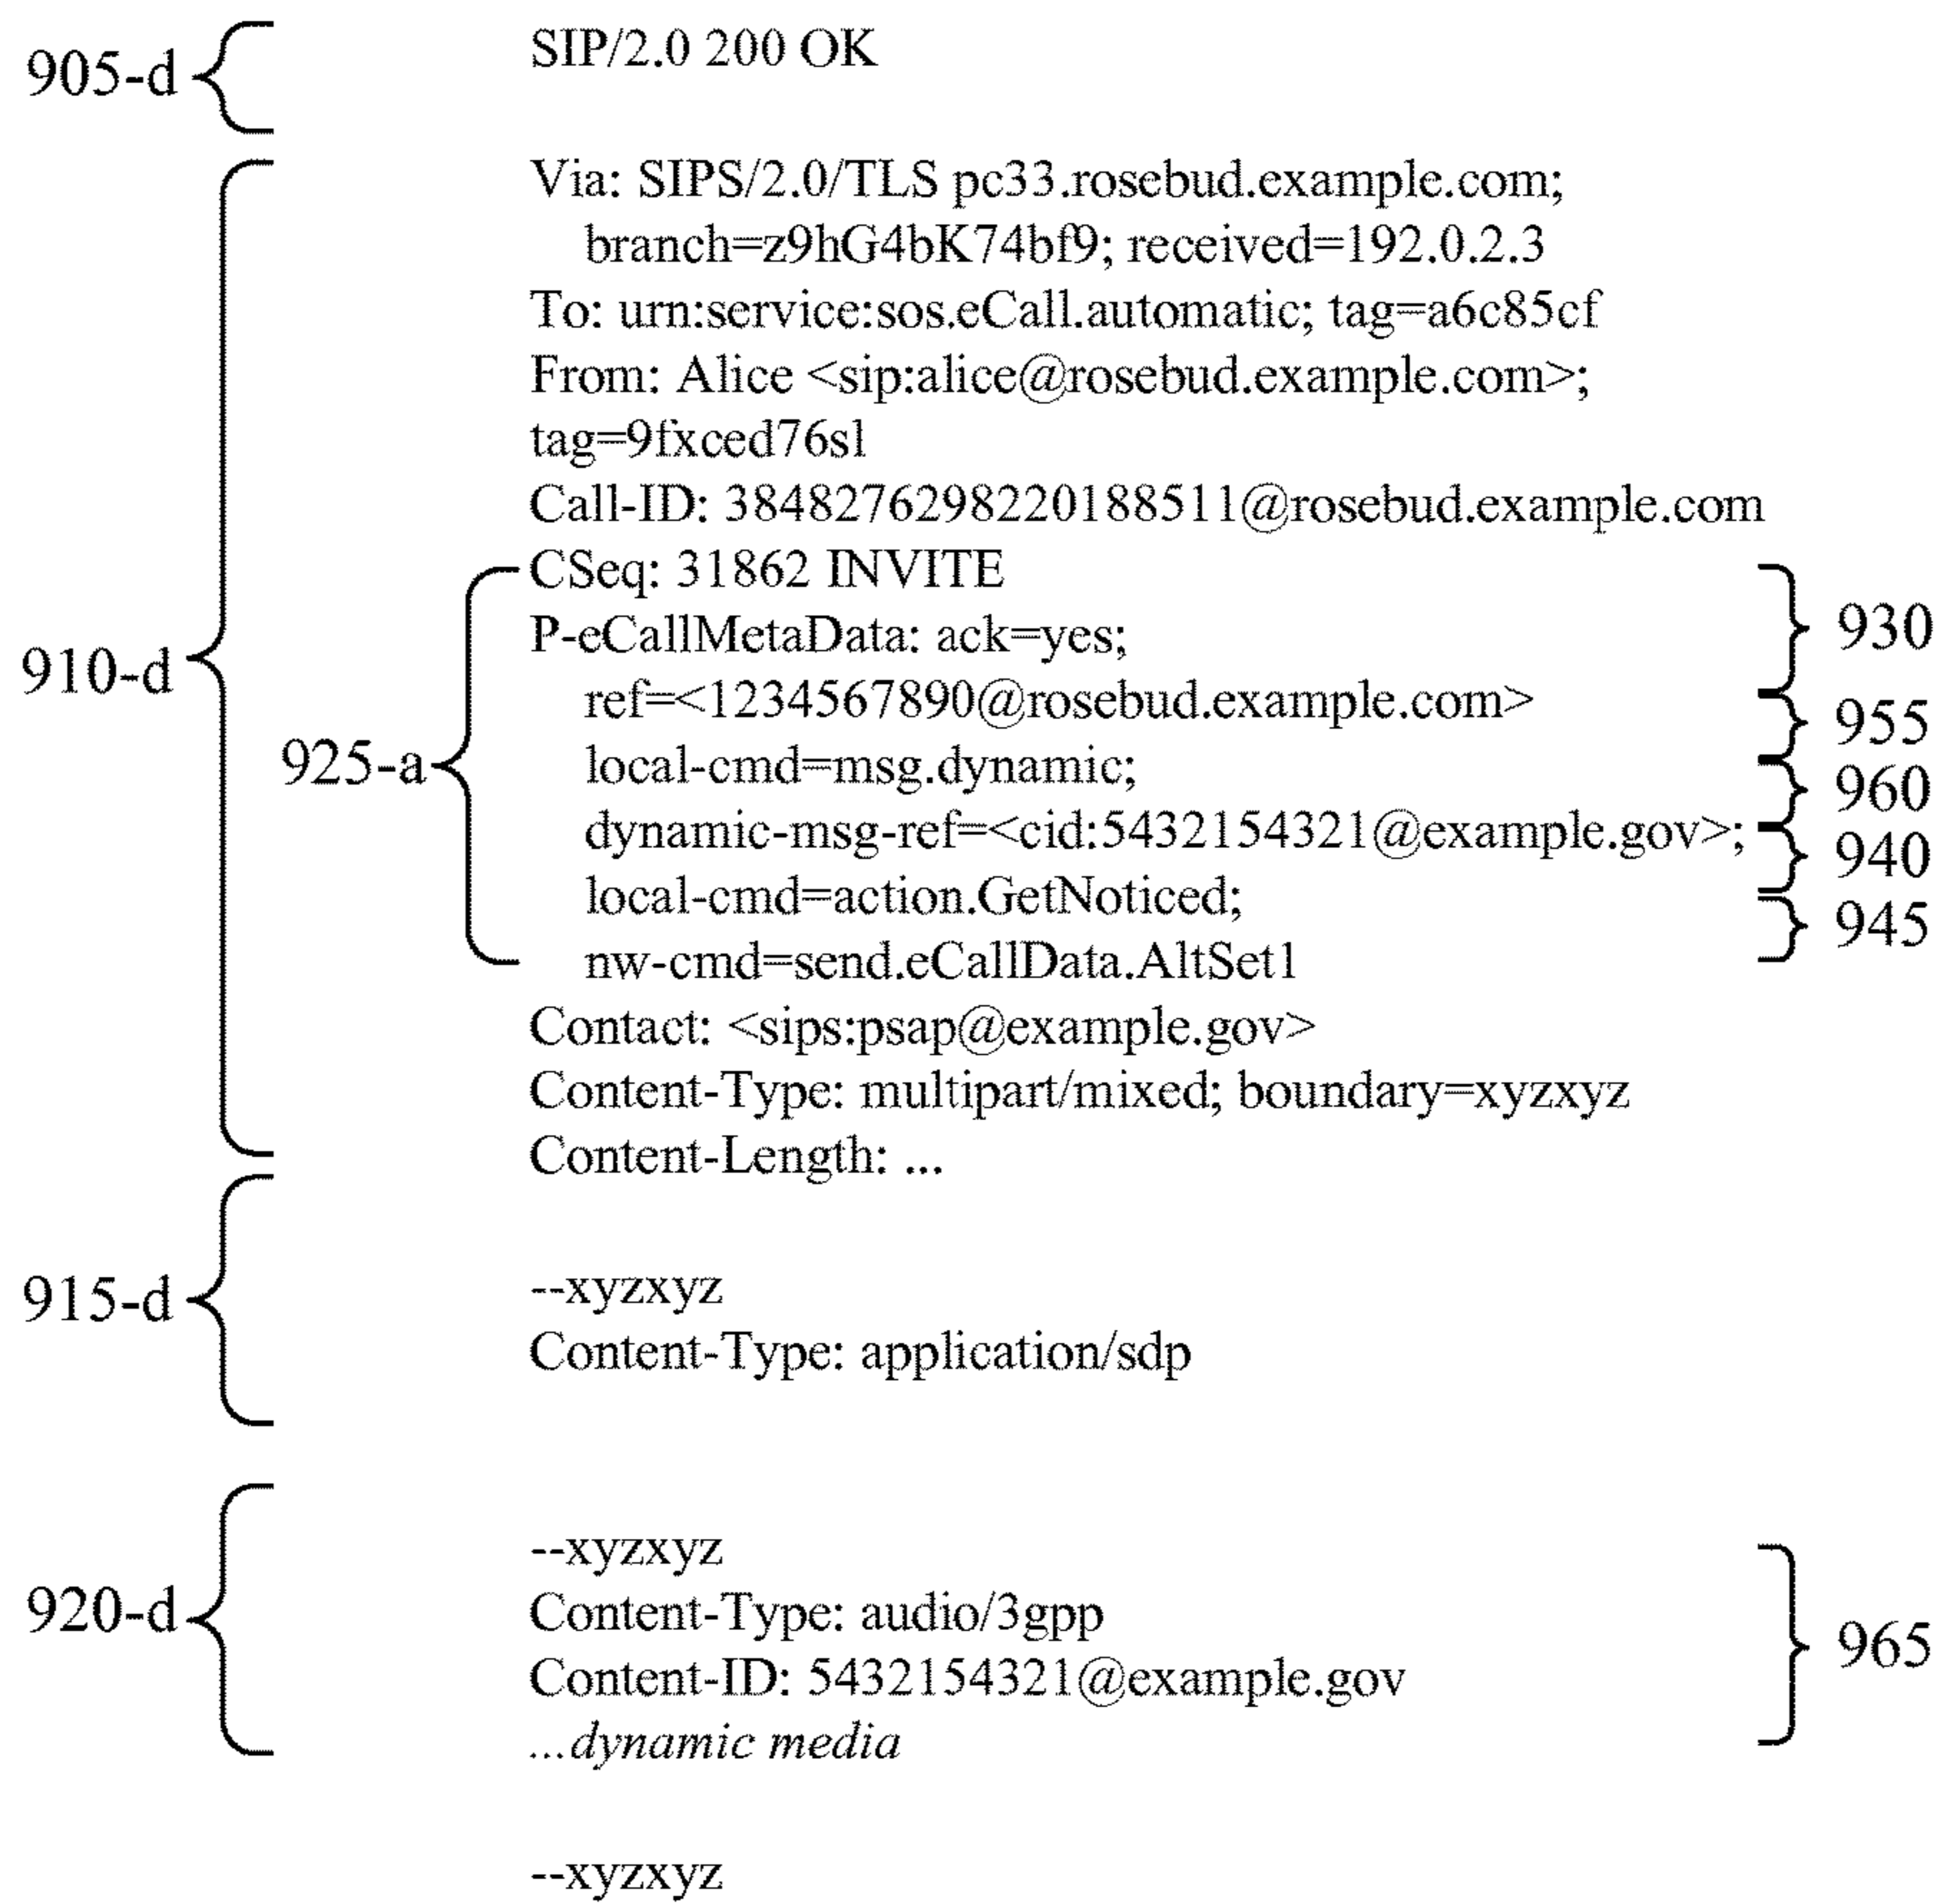 905-d
SIP/2.0 200 OK
Via: SIPS/2.0/TLS pc33.rosebud.example.com;
branch=z9hG4bK74bf9; received=192.0.2.3
To: urn:service:sos.eCall.automatic; tag=a6c85cf
From: Alice <sip:alice@rosebud.example.com>;
tag=9fxced76sl
Call-ID: 3848276298220188511@rosebud.example.com
CSeq: 31862 INVITE
930
P-eCallMetaData: ack=yes;
910-d
ref=<1234567890@rosebud.example.com>
955
925-a
local-cmd=msg.dynamic;
960
dynamic-msg-ref=<cid:5432154321@example.gov>;
940
local-cmd=action.GetNoticed;
945
nw-cmd=send.eCallData.AltSet1
Contact: <sips:psap@example.gov>
Content-Type: multipart/mixed; boundary=xyzxyz
Content-Length: ...
915-d
--xyzxyz
Content-Type: application/sdp
--xyzxyz
920-d
Content-Type: audio/3gpp
965
Content-ID: 5432154321@example.gov
...dynamic media
--xyzxyz